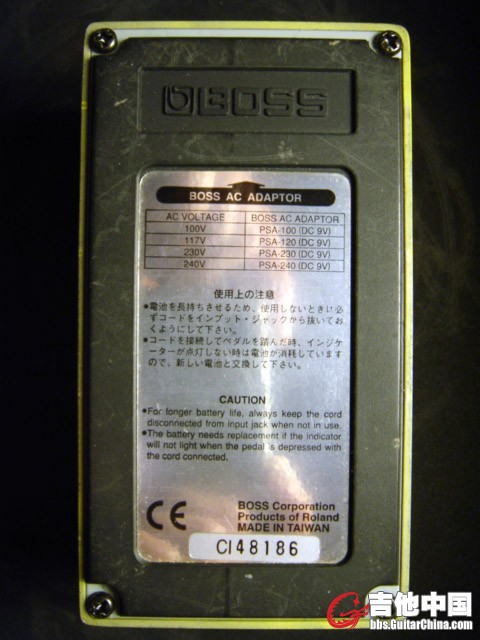 BOSS
BOSS AC ADAPTOR
AC VOLTAGE BOSS AC ADAPTOR
100V PSA-100 (DC 9V)
117V PSA-120 (DC 9V)
230V PSA-230 (DC 9V)
240V PSA-240 (DC 9V)
使用上の注意
●電池を長持ちさせるため、使用しないときに必
ずコードをインプット・ジャックから抜いてお
くようにして下さい。
●コードを接続してペダルを踏んだ時、インジケ
ーターが点灯しない時は電池が消耗しています
ので、新しい電池と交換して下さい。
CAUTION
●For longer battery life, always keep the cord
disconnected from input jack when not in use.
●The battery needs replacement if the indicator
will not light when the pedal is depressed with
the cord connected.
CE
BOSS Corporation
Products of Roland
MADE IN TAIWAN
CI48186
吉他中国
bbs.GuitarChina.com